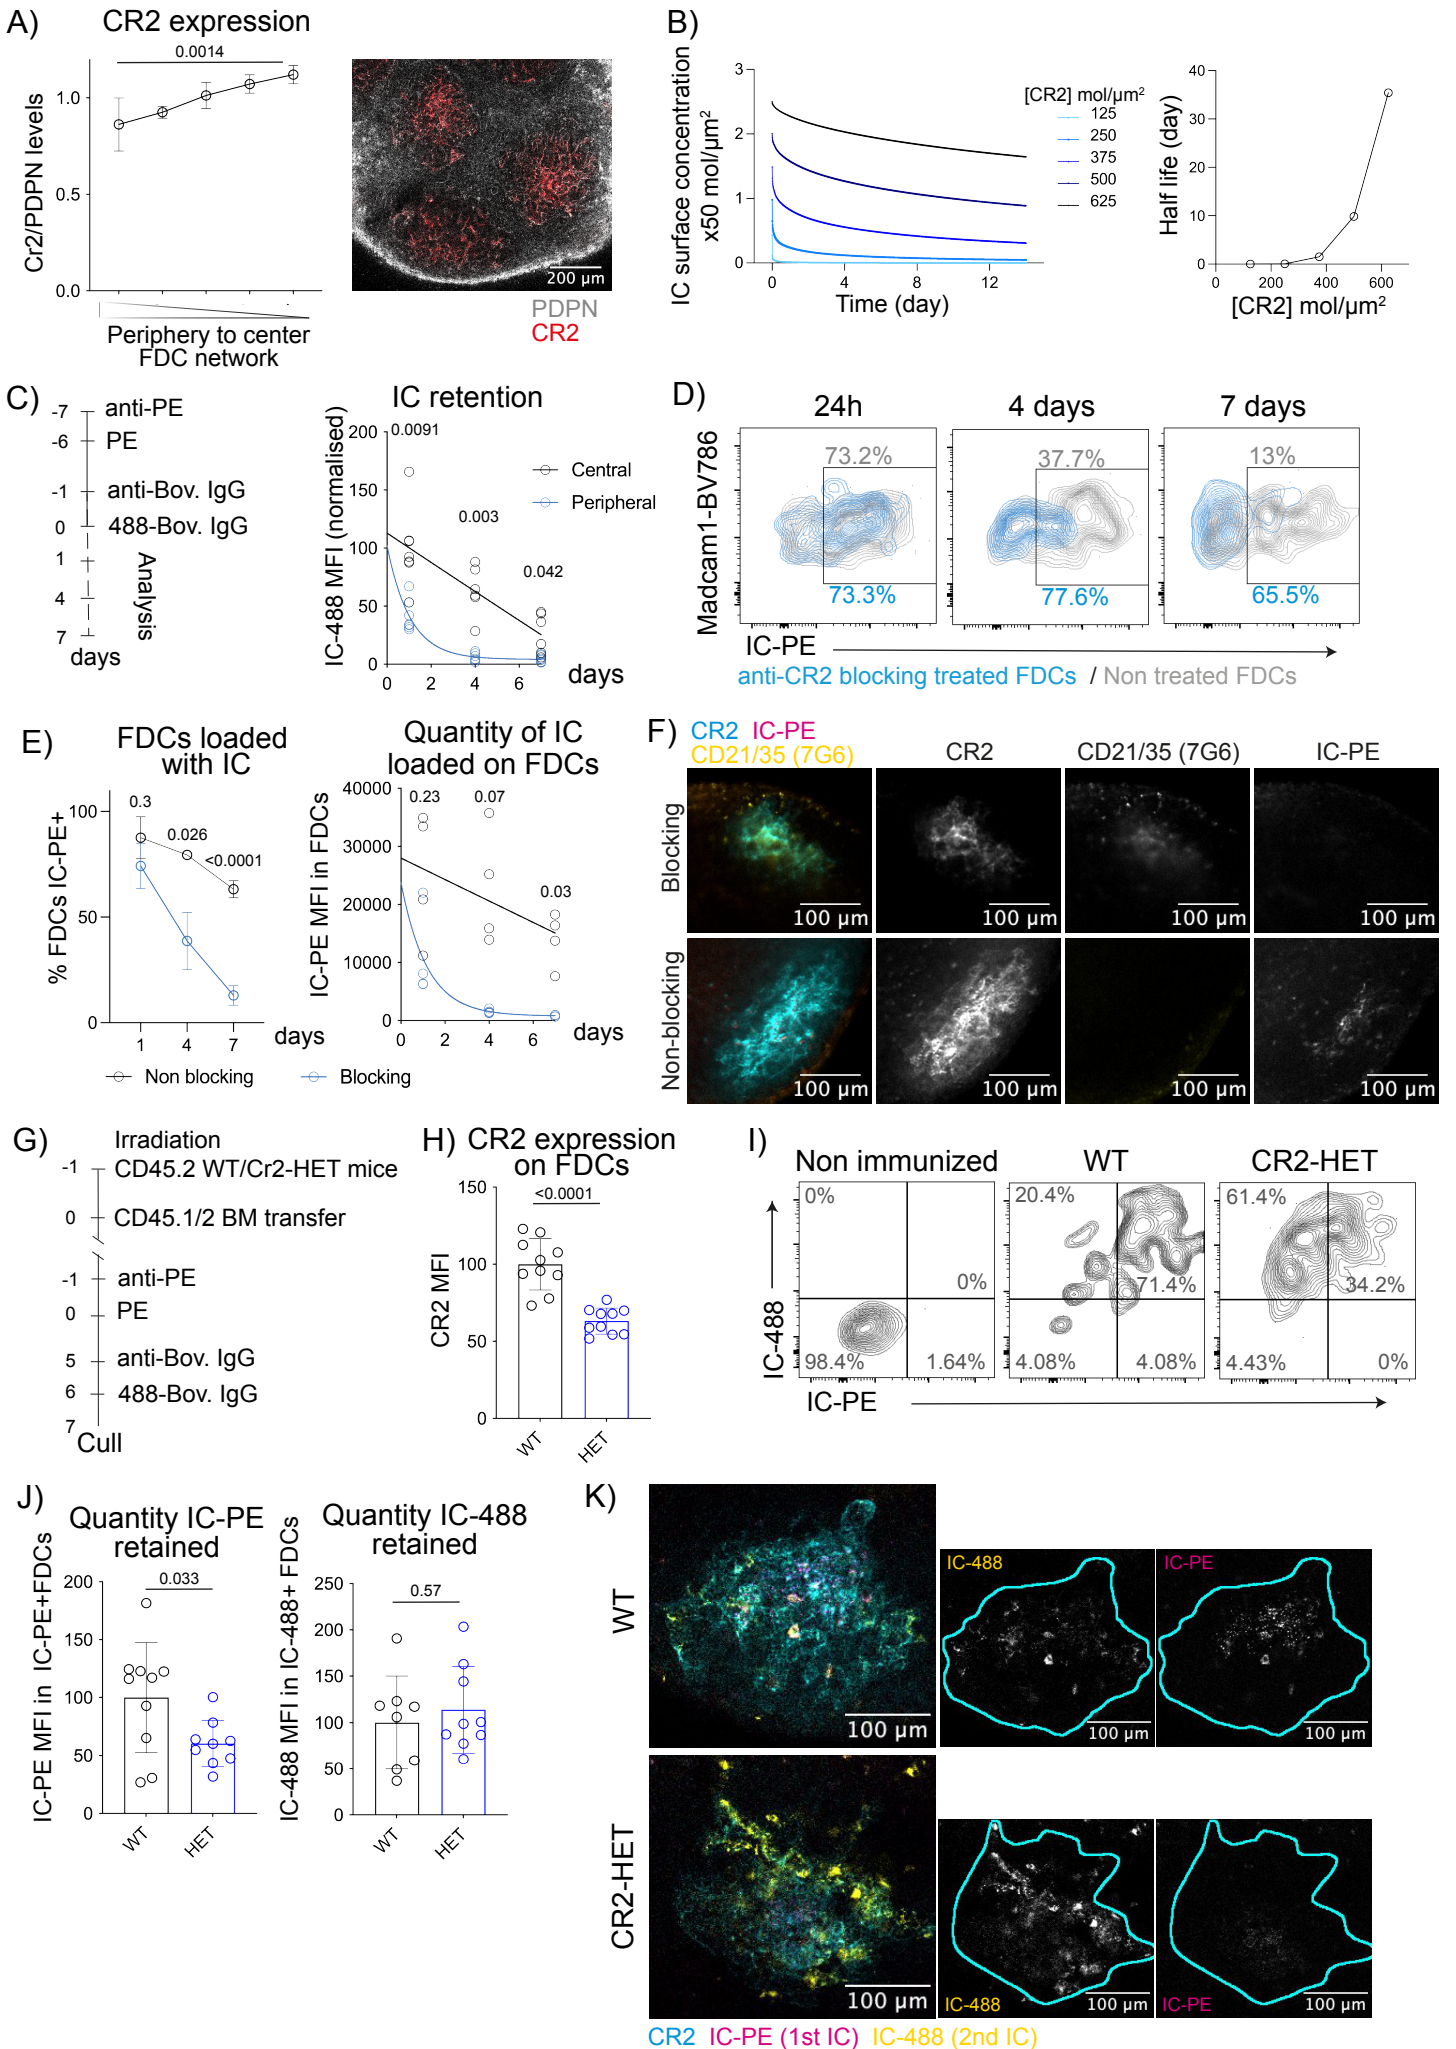 A)
CR2 expression
0.0014
Cr2/PDPN levels
1.0
0.5
0.0
Periphery to center
FDC network
200 µm
PDPN
CR2
B)
IC surface concentration
x50 mol/µm²
3
2
1
0
0 4 8 12
Time (day)
[CR2] mol/µm²
125
250
375
500
625
Half life (day)
40
30
20
10
0
0 200 400 600
[CR2] mol/µm²
C)
-7 anti-PE
-6 PE
-1 anti-Bov. IgG
0 488-Bov. IgG
1
4
7
days
Analysis
IC retention
IC-488 MFI (normalised)
200
150
100
50
0
0.0091
0.003
0.042
Central
Peripheral
0 2 4 6
days
D)
24h 4 days 7 days
Madcam1-BV786
73.2% 37.7% 13%
73.3% 77.6% 65.5%
IC-PE
anti-CR2 blocking treated FDCs / Non treated FDCs
E)
FDCs loaded
with IC
% FDCs IC-PE+
100
50
0
0.3
0.026
<0.0001
1 4 7
days
Quantity of IC
loaded on FDCs
IC-PE MFI in FDCs
40000
30000
20000
10000
0
0.23
0.07
0.03
0 2 4 6
days
Non blocking
Blocking
F)
CR2 IC-PE
CD21/35 (7G6)
CR2 CD21/35 (7G6) IC-PE
Blocking
100 µm 100 µm 100 µm 100 µm
Non-blocking
100 µm 100 µm 100 µm 100 µm
G)
Irradiation
-1 CD45.2 WT/Cr2-HET mice
0 CD45.1/2 BM transfer
-1 anti-PE
0 PE
5 anti-Bov. IgG
6 488-Bov. IgG
7
Cull
H)
CR2 expression
on FDCs
<0.0001
CR2 MFI
150
100
50
0
WT
HET
I)
Non immunized WT CR2-HET
IC-488
0% 20.4% 61.4%
0% 71.4% 34.2%
98.4% 1.64% 4.08% 4.08% 4.43% 0%
IC-PE
J)
Quantity IC-PE
retained
IC-PE MFI in IC-PE+FDCs
200
150
100
50
0
0.033
WT
HET
Quantity IC-488
retained
IC-488 MFI in IC-488+ FDCs
250
200
150
100
50
0
0.57
WT
HET
K)
WT
100 µm
IC-488
100 µm
IC-PE
100 µm
CR2-HET
100 µm
IC-488
100 µm
IC-PE
100 µm
CR2 IC-PE (1st IC) IC-488 (2nd IC)